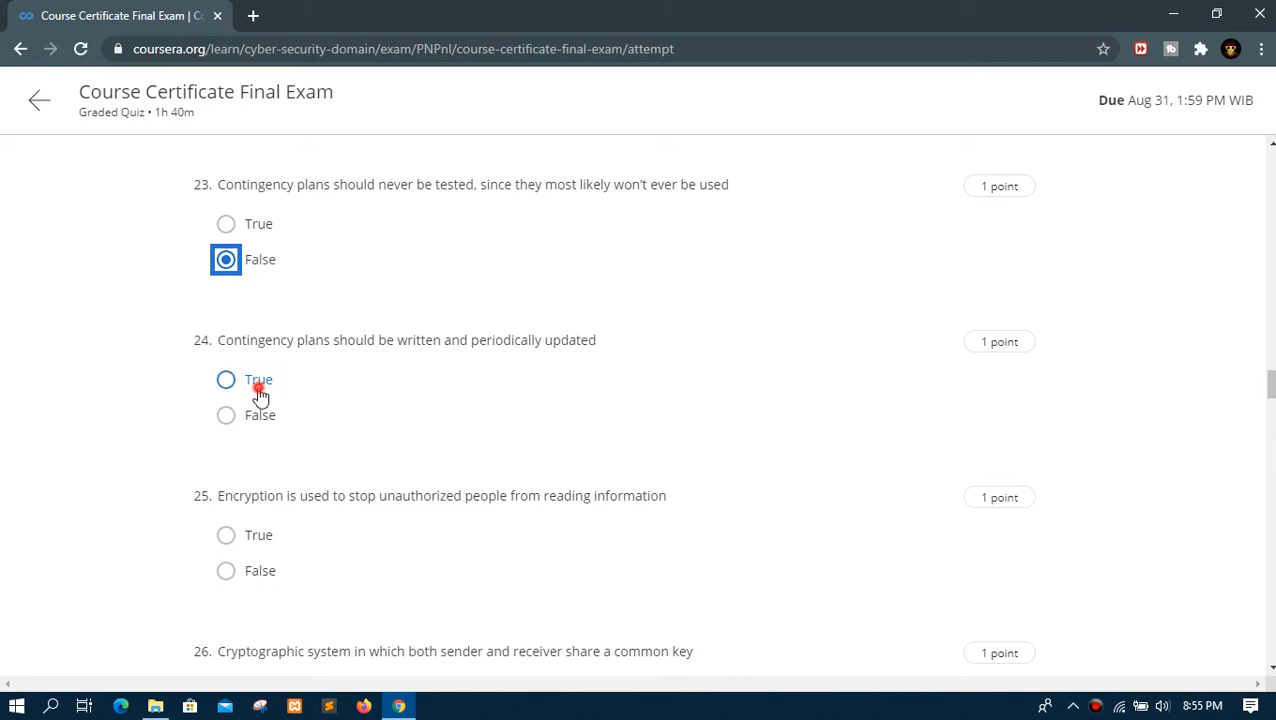 Course Certificate Final Exam | Co
coursera.org/learn/cyber-security-domain/exam/PNPnl/course-certificate-final-exam/attempt
Course Certificate Final Exam
Graded Quiz • 1h 40m
Due Aug 31, 1:59 PM WIB
23. Contingency plans should never be tested, since they most likely won't ever be used
1 point
True
False
24. Contingency plans should be written and periodically updated
1 point
True
False
25. Encryption is used to stop unauthorized people from reading information
1 point
True
False
26. Cryptographic system in which both sender and receiver share a common key
1 point
8:55 PM